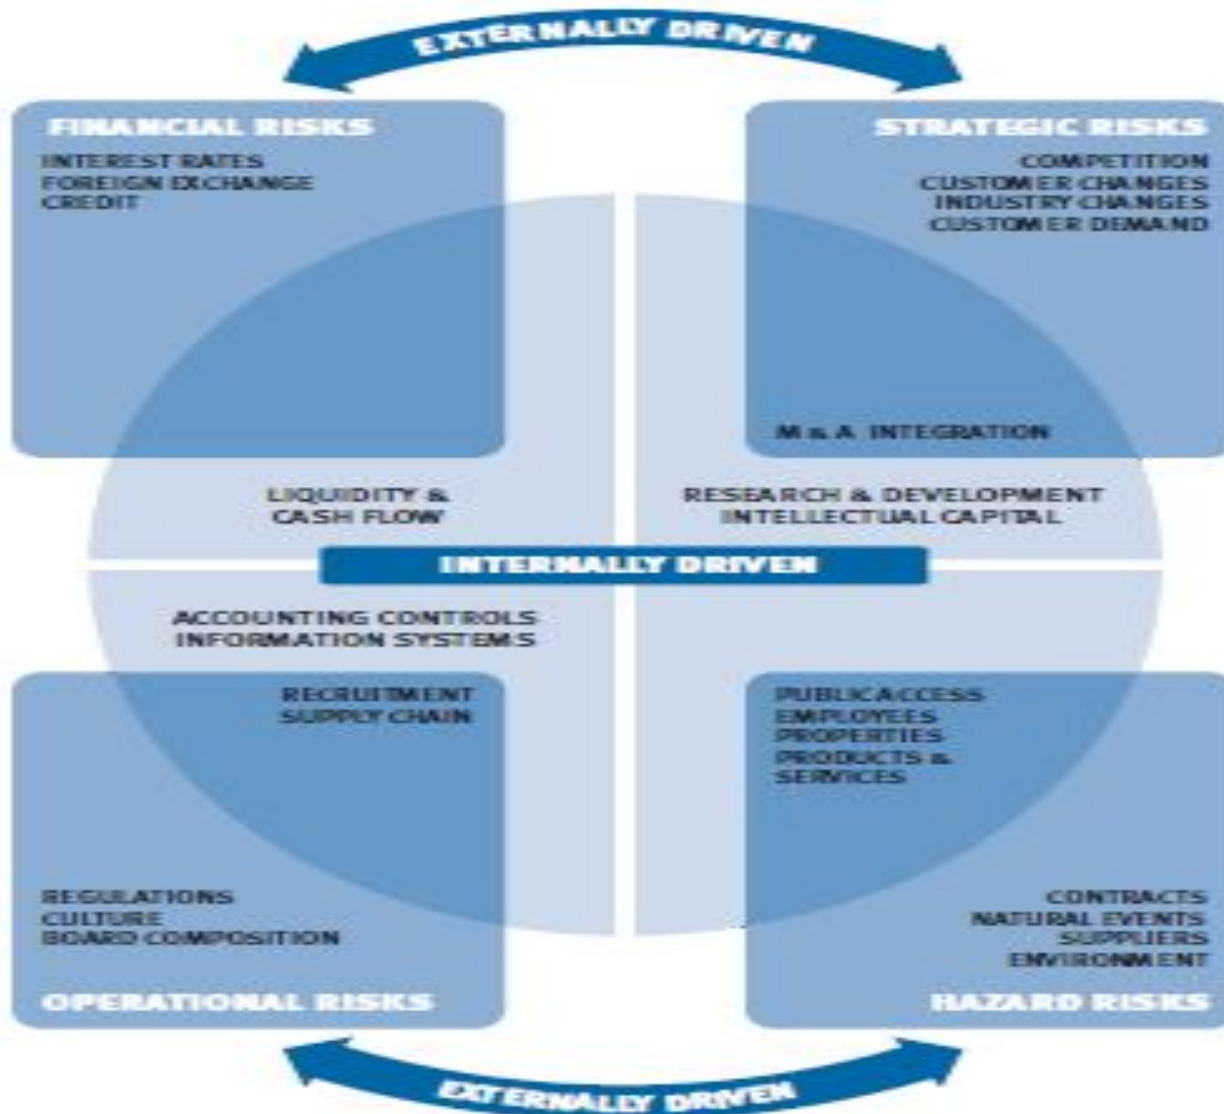 EXTERNALLY DRIVEN
FINANCIAL RISKS
INTEREST RATES
FOREIGN EXCHANGE
CREDIT
STRATEGIC RISKS
COMPETITION
CUSTOMER CHANGES
INDUSTRY CHANGES
CUSTOMER DEMAND
M & A INTEGRATION
LIQUIDITY &
CASH FLOW
RESEARCH & DEVELOPMENT
INTELLECTUAL CAPITAL
INTERNALLY DRIVEN
ACCOUNTING CONTROLS
INFORMATION SYSTEMS
RECRUITMENT
SUPPLY CHAIN
PUBLIC ACCESS
EMPLOYEES
PROPERTIES
PRODUCTS &
SERVICES
REGULATIONS
CULTURE
BOARD COMPOSITION
OPERATIONAL RISKS
CONTRACTS
NATURAL EVENTS
SUPPLIERS
ENVIRONMENT
HAZARD RISKS
EXTERNALLY DRIVEN